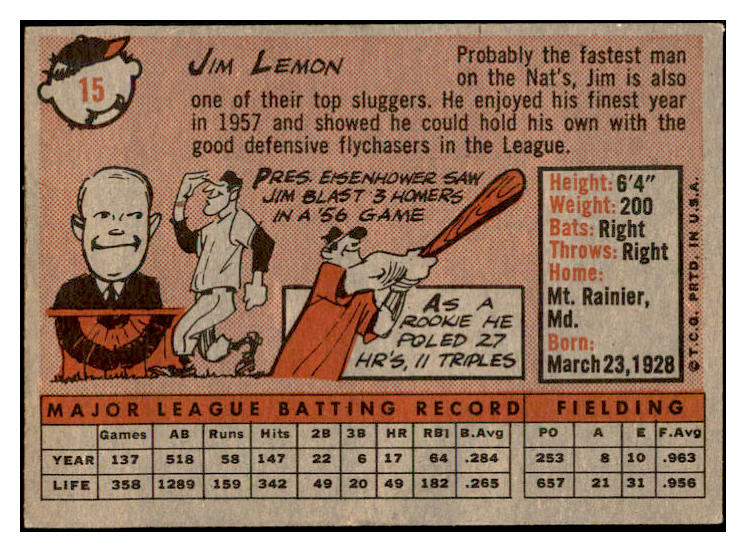 15
JIM LEMON
Probably the fastest man
on the Nat's, Jim is also
one of their top sluggers. He enjoyed his finest year
in 1957 and showed he could hold his own with the
good defensive flychasers in the League.
PRES. EISENHOWER SAW
JIM BLAST 3 HOMERS
IN A '56 GAME
AS A
ROOKIE HE
POLED 27
HR'S, 11 TRIPLES
Height: 6'4"
Weight: 200
Bats: Right
Throws: Right
Home:
Mt. Rainier,
Md.
Born:
March 23, 1928
© T.C.G. PRTD. IN U.S.A.
MAJOR LEAGUE BATTING RECORD FIELDING
Games AB Runs Hits 2B 3B HR RBI B.Avg PO A E F.Avg
YEAR 137 518 58 147 22 6 17 64 .284 253 8 10 .963
LIFE 358 1289 159 342 49 20 49 182 .265 657 21 31 .956